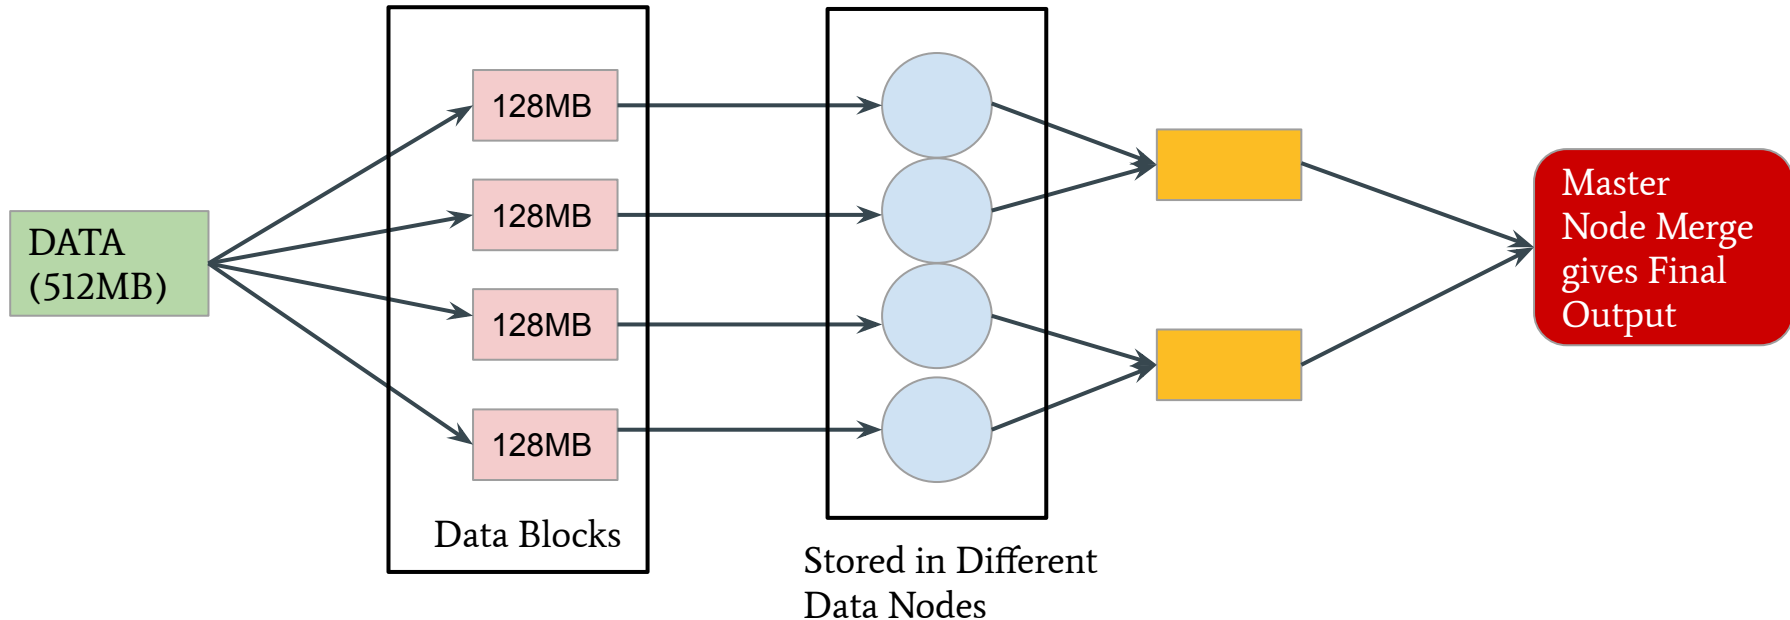 DATA
(512MB)
128MB
128MB
128MB
128MB
Data Blocks
Stored in Different
Data Nodes
Master
Node Merge
gives Final
Output